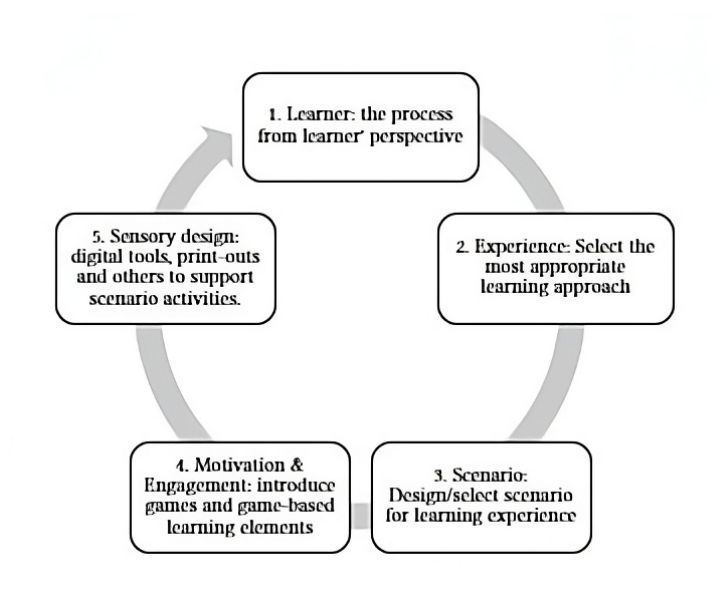 1. Learner: the process
from learner' perspective
2. Experience: Select the
most appropriate
learning approach
3. Scenario:
Design/select scenario
for learning experience
4. Motivation &
Engagement: introduce
games and game-based
learning elements
5. Sensory design:
digital tools, print-outs
and others to support
scenario activities.